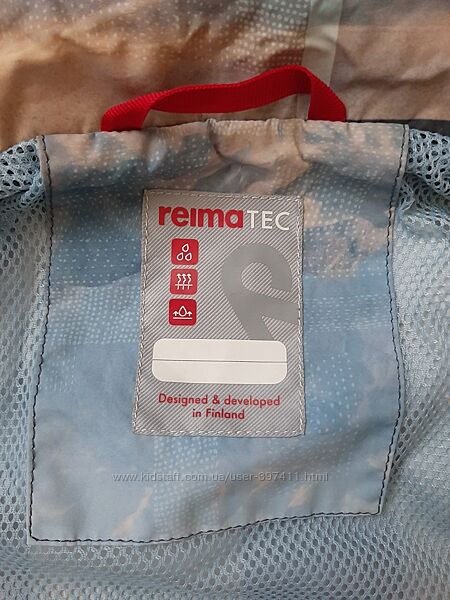 reimaTEC
Designed & developed
in Finland
www.kidstaff.com.ua/user-397411.html